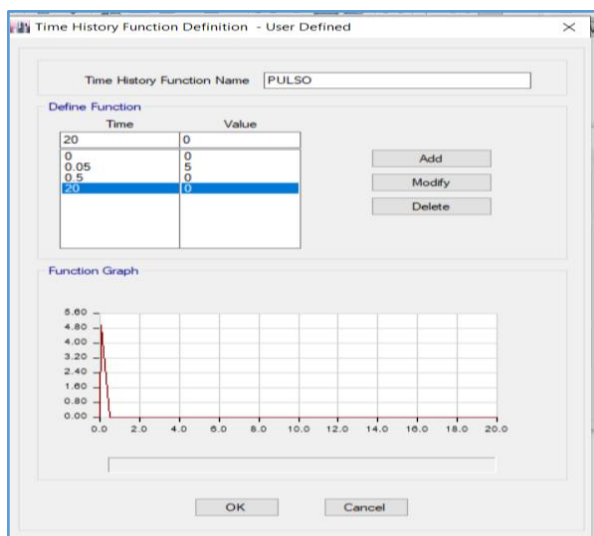 Time History Function Definition - User Defined
Time History Function Name PULSO
Define Function
Time Value
20 0
0 0
0.05 5
0.5 0
20 0
Add
Modify
Delete
Function Graph
5.60
4.80
4.00
3.20
2.40
1.60
0.80
0.00
0.0 2.0 4.0 6.0 8.0 10.0 12.0 14.0 16.0 18.0 20.0
OK Cancel